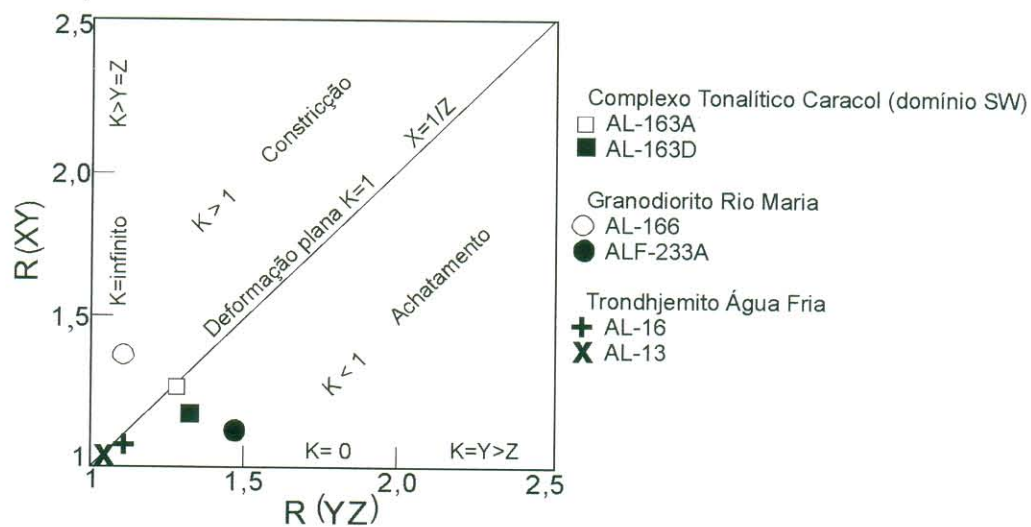 2,5
2,0
1,5
1
R (XY)
K>Y=Z
K=infinito
Constricção
K > 1
X=1/Z
Deformação plana K=1
Achatamento
K < 1
K= 0
K=Y>Z
1
1,5
2,0
2,5
R (YZ)
Complexo Tonalítico Caracol (domínio SW)
AL-163A
AL-163D
Granodiorito Rio Maria
AL-166
ALF-233A
Trondhjemito Água Fria
AL-16
AL-13